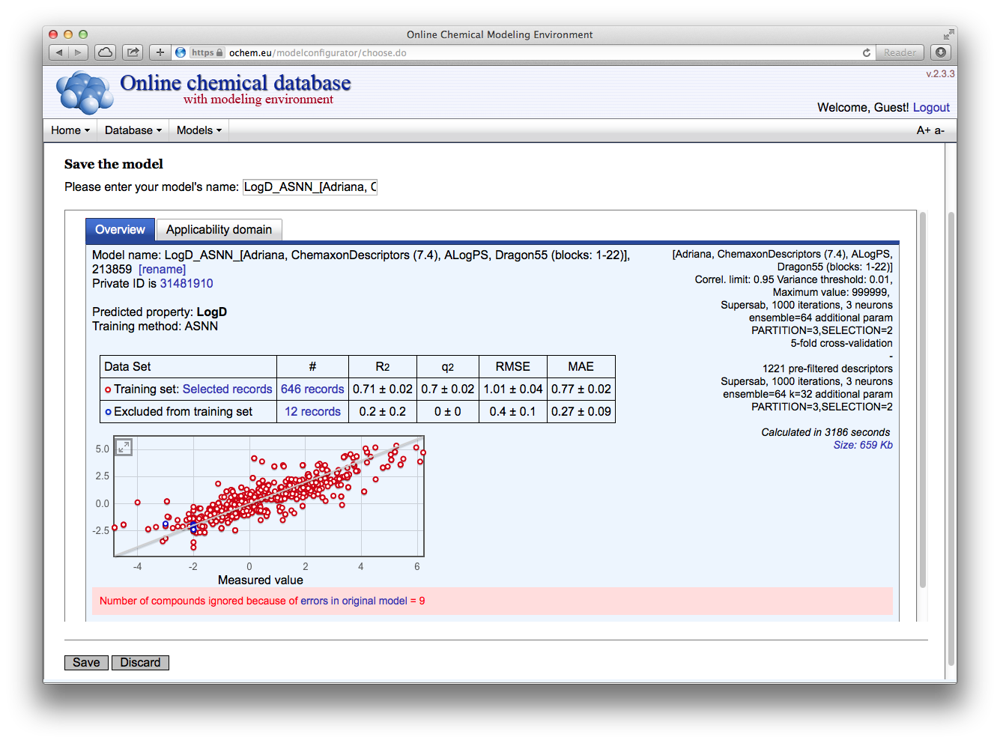 Online Chemical Modeling Environment
https ochem.eu/modelconfigurator/choose.do
Reader
v.2.3.3
Online chemical database
with modeling environment
Welcome, Guest! Logout
Home Database Models A+ a-
Save the model
Please enter your model's name: LogD_ASNN_[Adriana, C
Overview Applicability domain
Model name: LogD_ASNN_[Adriana, ChemaxonDescriptors (7.4), ALogPS, Dragon55 (blocks: 1-22)],
213859 [rename]
Private ID is 31481910
Predicted property: LogD
Training method: ASNN
[Adriana, ChemaxonDescriptors (7.4), ALogPS,
Dragon55 (blocks: 1-22)]
Correl. limit: 0.95 Variance threshold: 0.01,
Maximum value: 999999,
Supersab, 1000 iterations, 3 neurons
ensemble=64 additional param
PARTITION=3,SELECTION=2
5-fold cross-validation
-
1221 pre-filtered descriptors
Supersab, 1000 iterations, 3 neurons
ensemble=64 k=32 additional param
PARTITION=3,SELECTION=2
Calculated in 3186 seconds
Size: 659 Kb
Data Set # R2 q2 RMSE MAE
Training set: Selected records 646 records 0.71 ± 0.02 0.7 ± 0.02 1.01 ± 0.04 0.77 ± 0.02
Excluded from training set 12 records 0.2 ± 0.2 0 ± 0 0.4 ± 0.1 0.27 ± 0.09
5.0
2.5
0.0
-2.5
-4 -2 0 2 4 6
Measured value
Number of compounds ignored because of errors in original model = 9
Save Discard